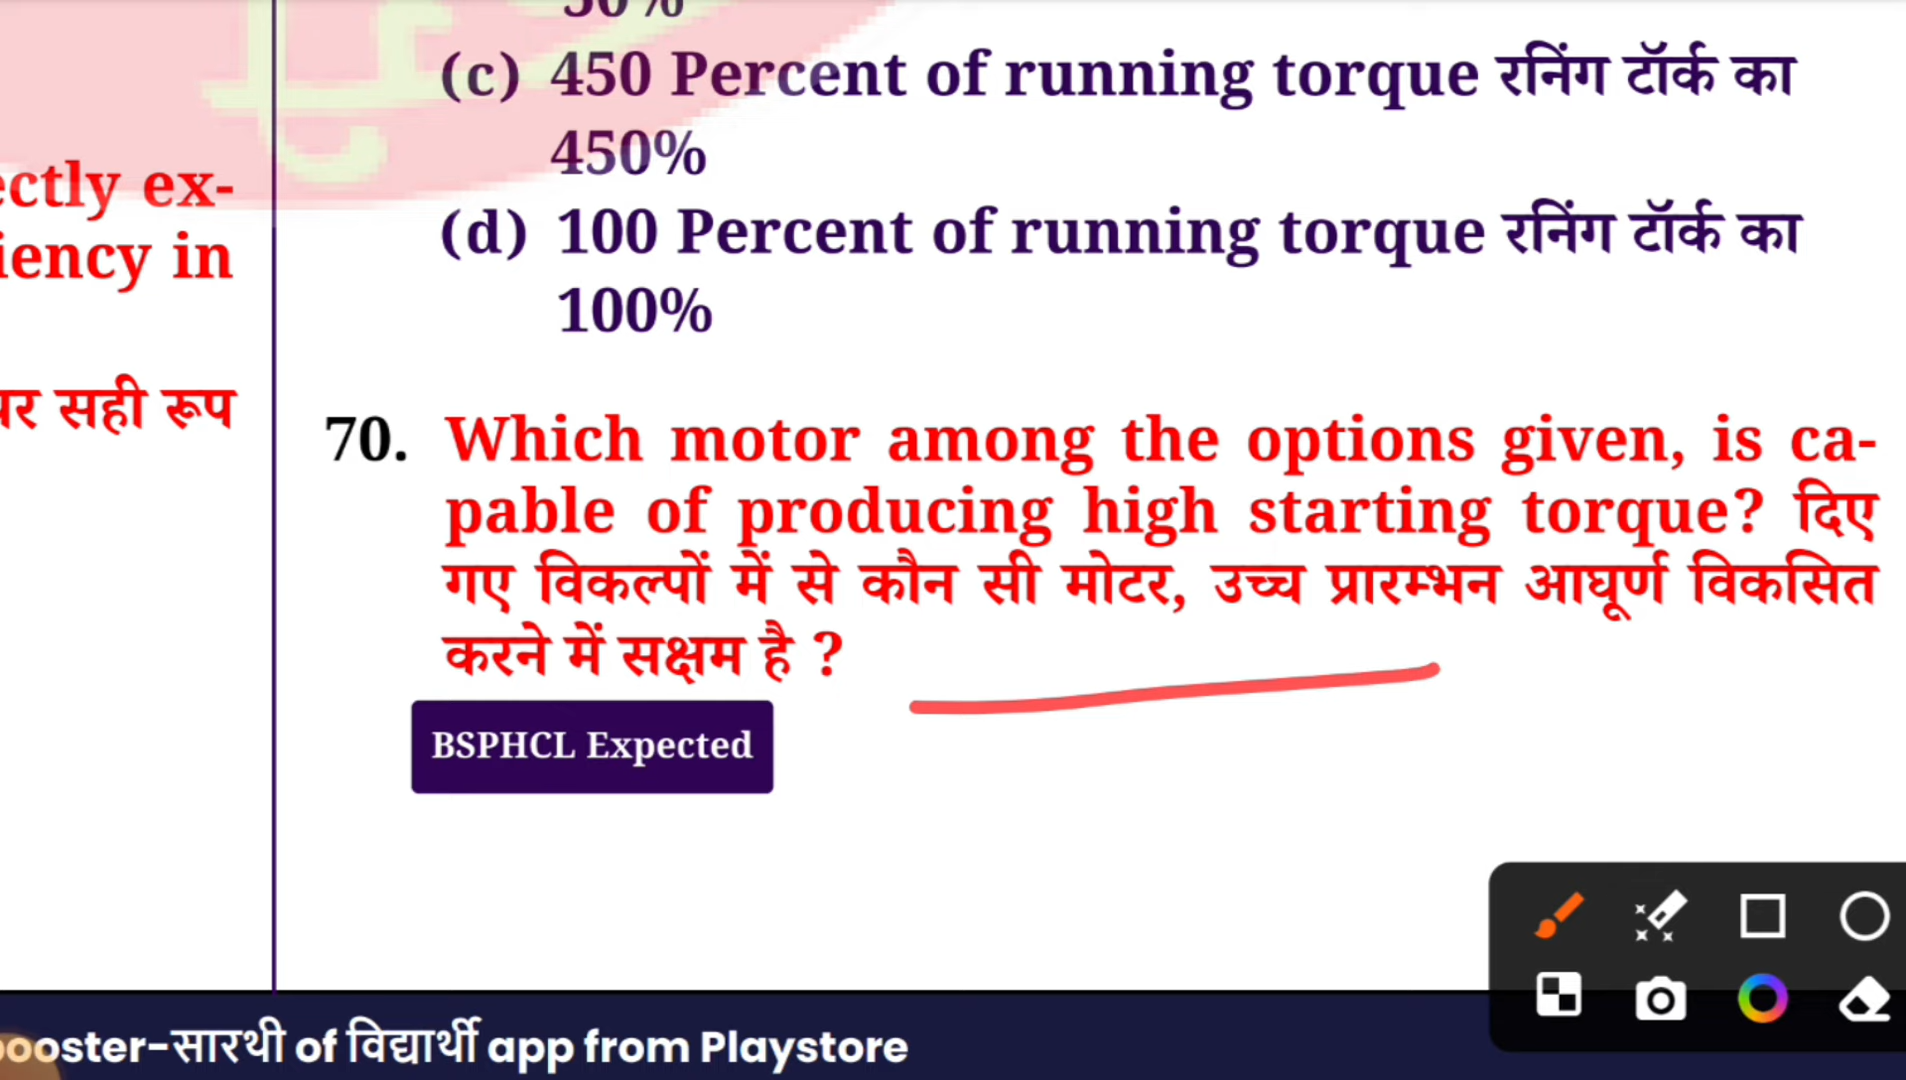 50%
(c) 450 Percent of running torque रनिंग टॉर्क का
450%
(d) 100 Percent of running torque रनिंग टॉर्क का
100%
ectly ex-
iency in
पर सही रूप
70. Which motor among the options given, is ca-
pable of producing high starting torque? दिए
गए विकल्पों में से कौन सी मोटर, उच्च प्रारम्भन आघूर्ण विकसित
करने में सक्षम है ?
BSPHCL Expected
ooster-सारथी of विद्यार्थी app from Playstore